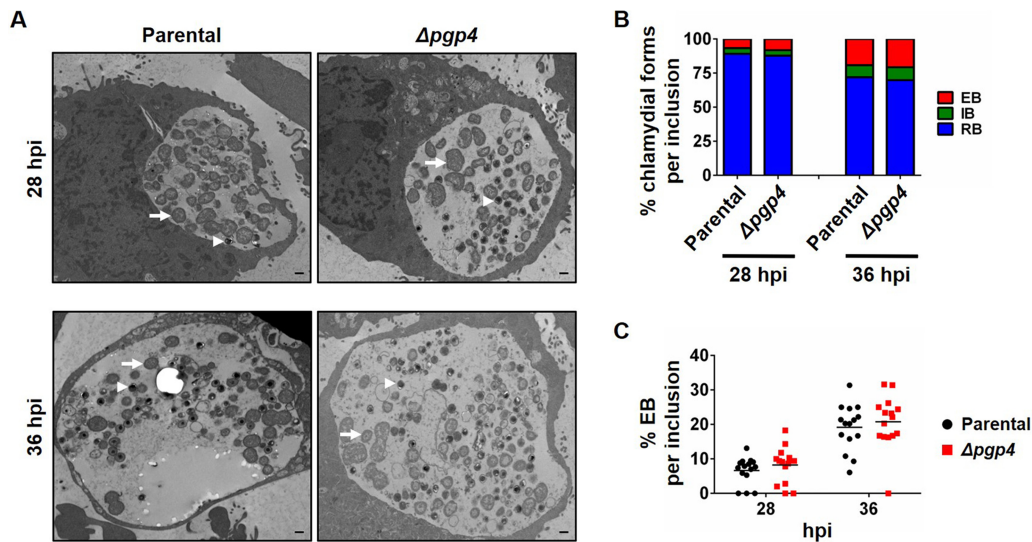 A
Parental
Δpgp4
28 hpi
36 hpi
B
% chlamydial forms
per inclusion
100
75
50
25
0
EB
IB
RB
Parental
Δpgp4
Parental
Δpgp4
28 hpi
36 hpi
C
% EB
per inclusion
40
30
20
10
0
28
36
hpi
Parental
Δpgp4